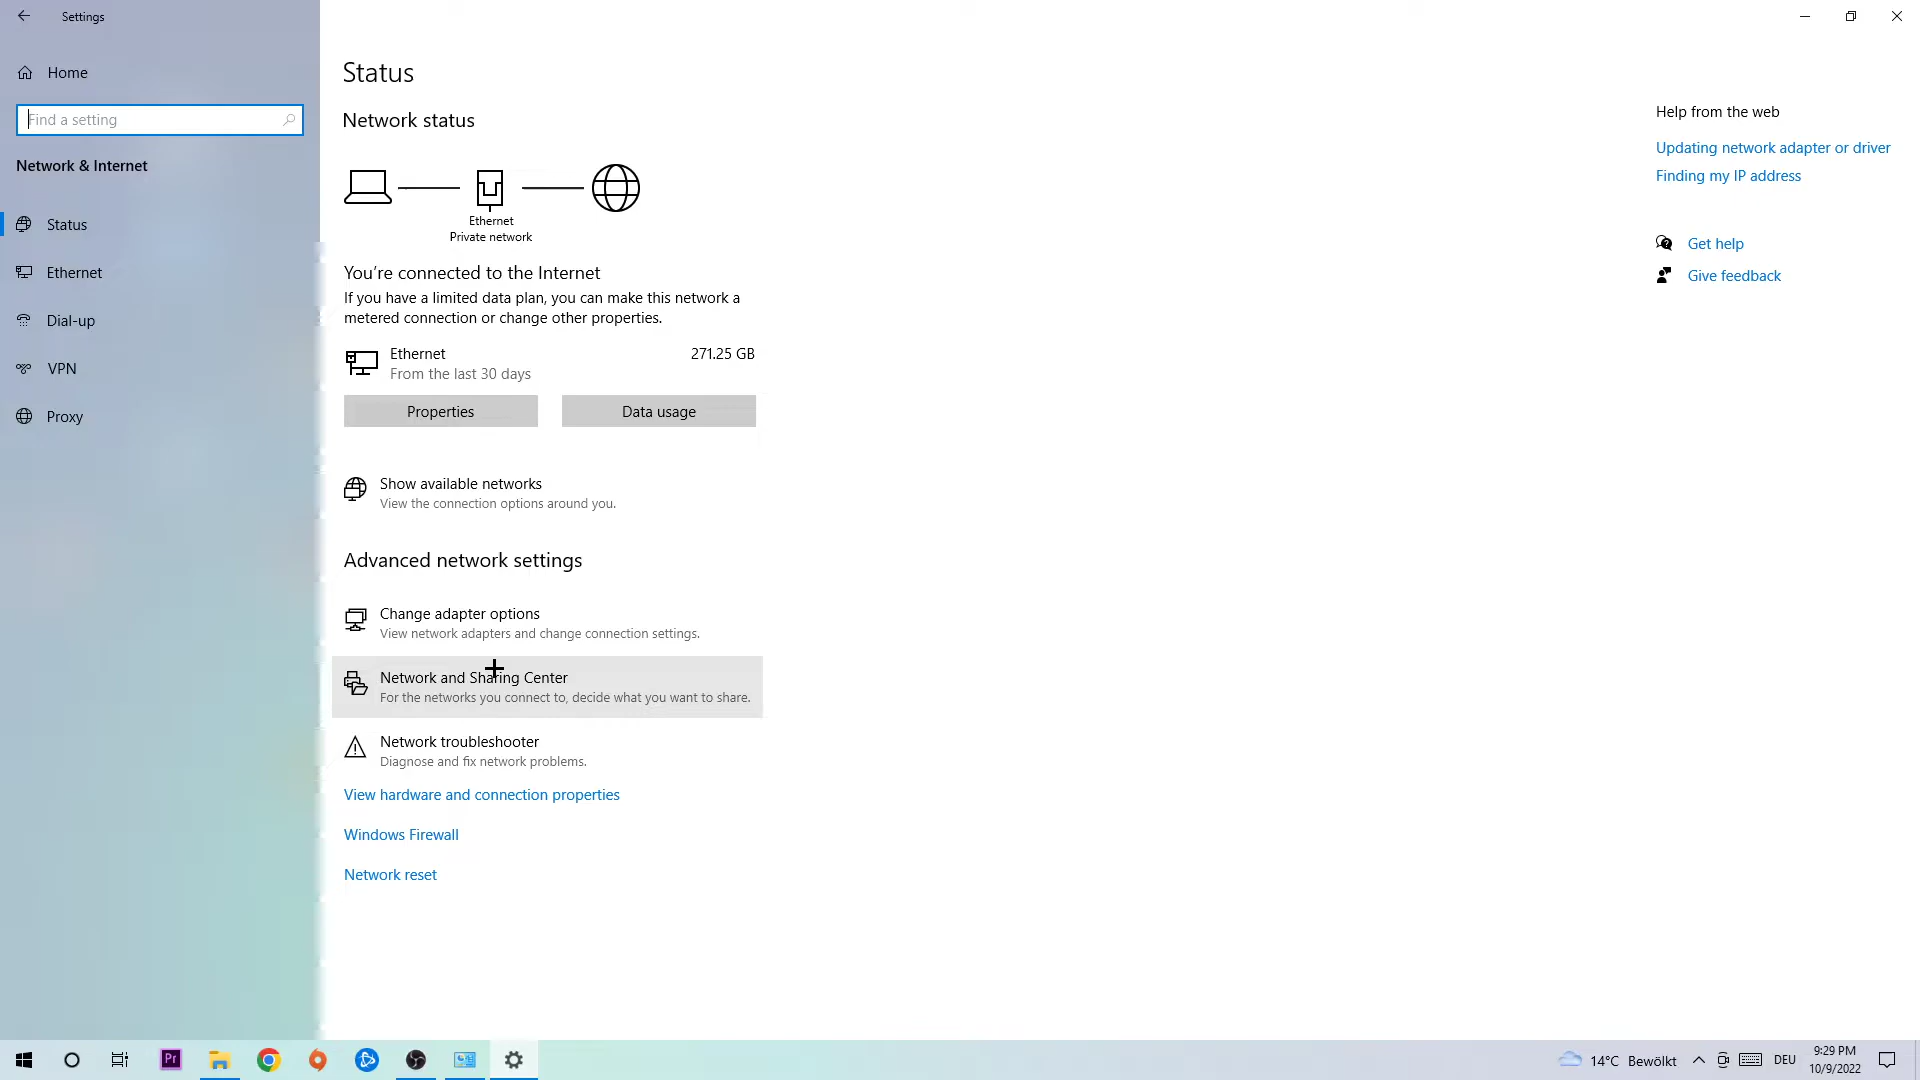 Settings
Home
Find a setting
Network & Internet
Status
Ethernet
Dial-up
VPN
Proxy
Status
Network status
Ethernet
Private network
You're connected to the Internet
If you have a limited data plan, you can make this network a
metered connection or change other properties.
Ethernet 271.25 GB
From the last 30 days
Properties Data usage
Show available networks
View the connection options around you.
Advanced network settings
Change adapter options
View network adapters and change connection settings.
Network and Sharing Center
For the networks you connect to, decide what you want to share.
Network troubleshooter
Diagnose and fix network problems.
View hardware and connection properties
Windows Firewall
Network reset
Help from the web
Updating network adapter or driver
Finding my IP address
Get help
Give feedback
Pr
14°C Bewölkt
DEU
9:29 PM
10/9/2022